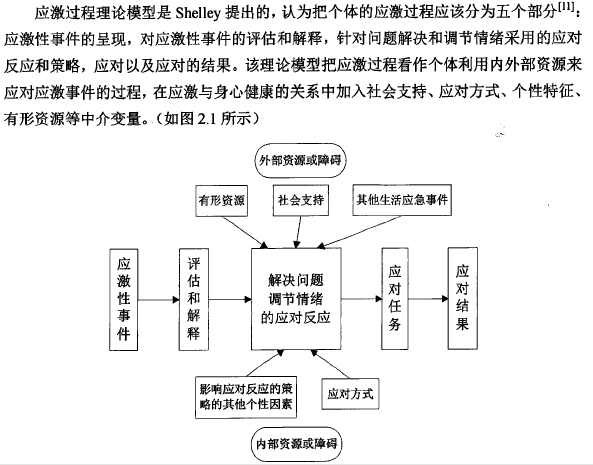 应激过程理论模型是 Shelley 提出的，认为把个体的应激过程应该分为五个部分[11]：
应激性事件的呈现，对应激性事件的评估和解释，针对问题解决和调节情绪采用的应对
反应和策略，应对以及应对的结果。该理论模型把应激过程看作个体利用内外部资源来
应对应激事件的过程，在应激与身心健康的关系中加入社会支持、应对方式、个性特征、
有形资源等中介变量。（如图 2.1 所示）
外部资源或障碍
有形资源
社会支持
其他生活应急事件
应激性事件
评估和解释
解决问题
调节情绪
的应对反应
应对任务
应对结果
影响应对反应的策
略的其他个性因素
应对方式
内部资源或障碍